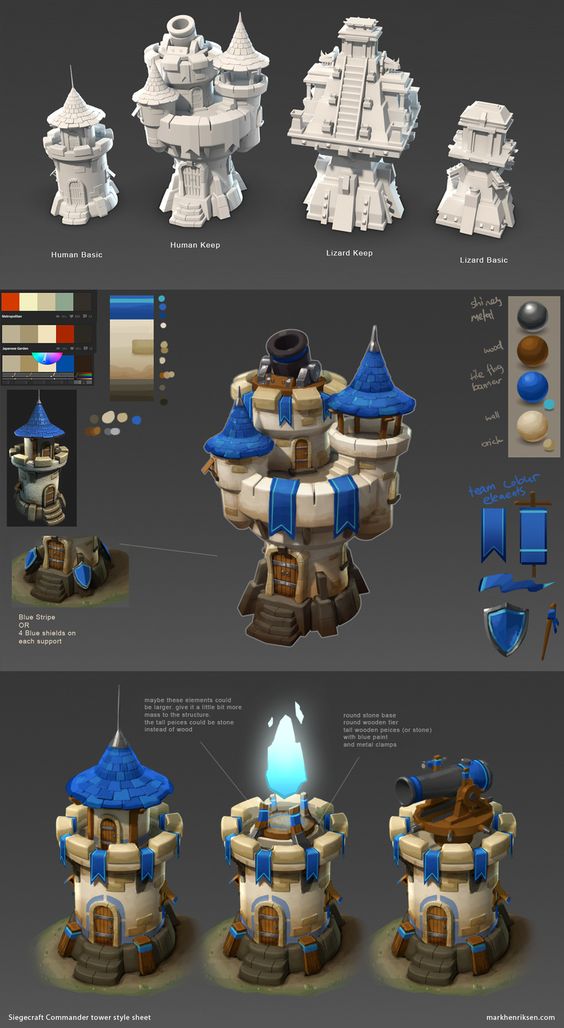 Human Basic
Human Keep
Lizard Keep
Lizard Basic
Metropolitan
Japanese Garden
shiney
metal
wood
tile flag
banner
wall
brick
team colour
elements
Blue Stripe
OR
4 Blue shields on
each support
maybe these elements could
be larger. give it a little bit more
mass to the structure.
the tall peices could be stone
instead of wood
round stone base
round wooden tier
tall wooden peices (or stone)
with blue paint
and metal clamps
Siegecraft Commander tower style sheet
markhenriksen.com